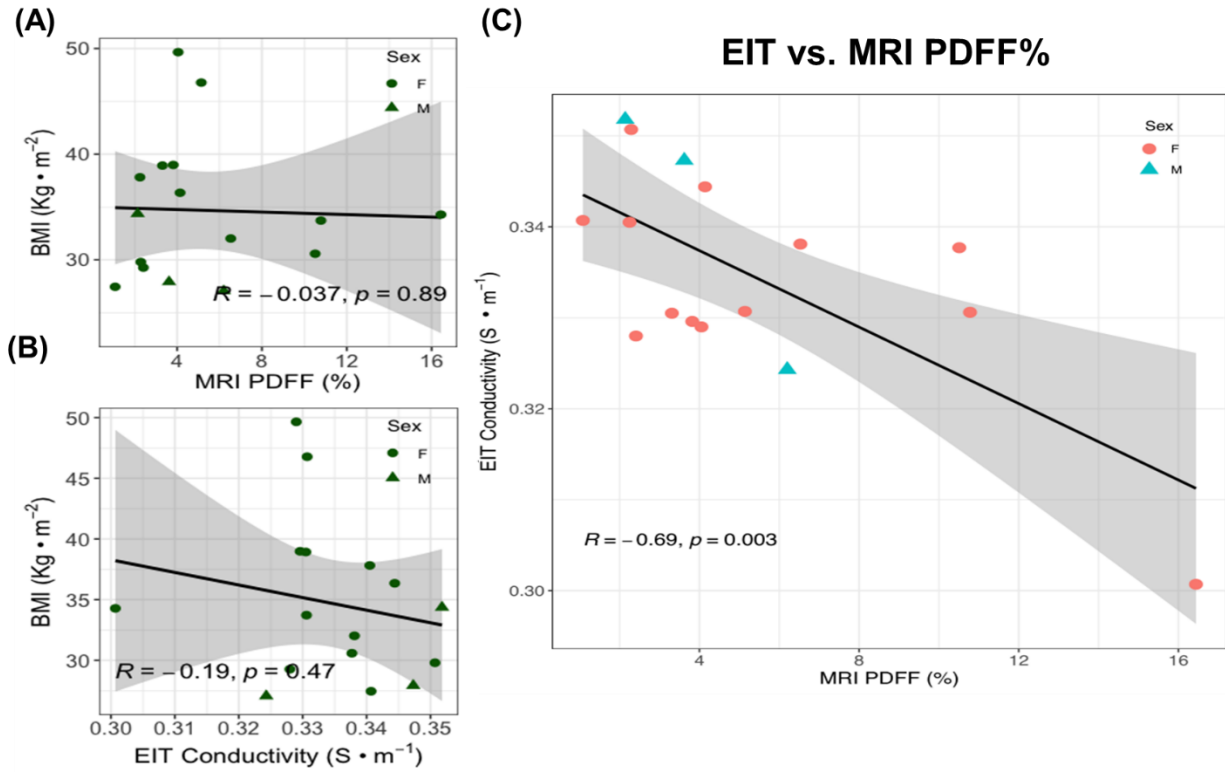 (A)
50
40
30
BMI (Kg • m⁻²)
Sex
F
M
R = −0.037, p = 0.89
4
8
12
16
MRI PDFF (%)
(B)
50
45
40
35
30
BMI (Kg • m⁻²)
Sex
F
M
R = −0.19, p = 0.47
0.30
0.31
0.32
0.33
0.34
0.35
EIT Conductivity (S • m⁻¹)
(C)
EIT vs. MRI PDFF%
Sex
F
M
0.34
0.32
0.30
EIT Conductivity (S • m⁻¹)
R = −0.69, p = 0.003
4
8
12
16
MRI PDFF (%)